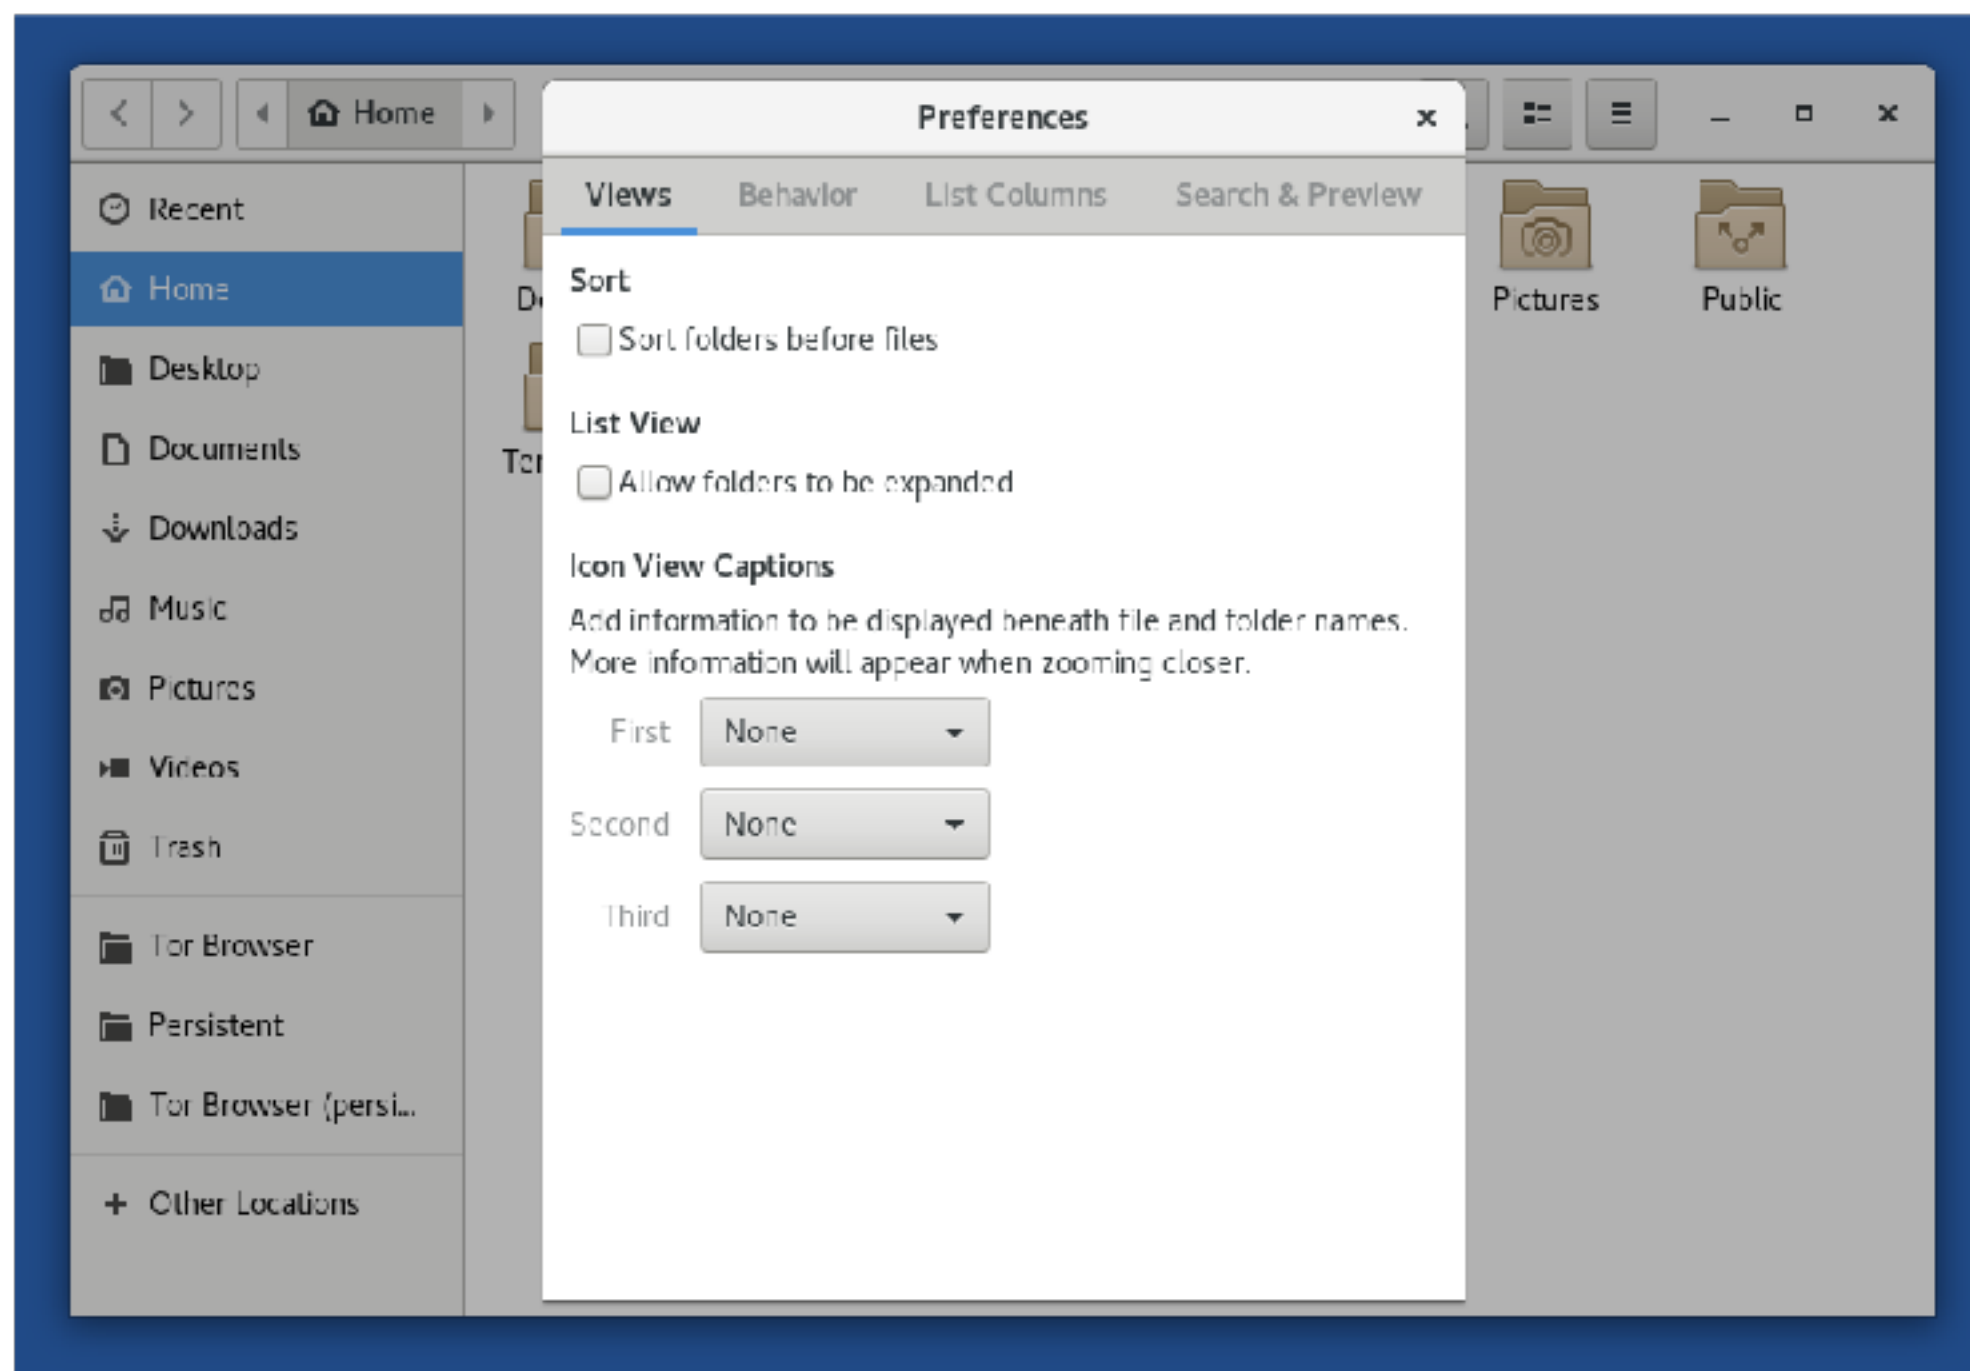 Home
Preferences
Views Behavior List Columns Search & Preview
Recent
Home
Desktop
Documents
Downloads
Music
Pictures
Videos
Trash
Tor Browser
Persistent
Tor Browser (persi...
Other Locations
Sort
Sort folders before files
List View
Allow folders to be expanded
Icon View Captions
Add information to be displayed beneath file and folder names.
More information will appear when zooming closer.
First None
Second None
Third None
Pictures Public